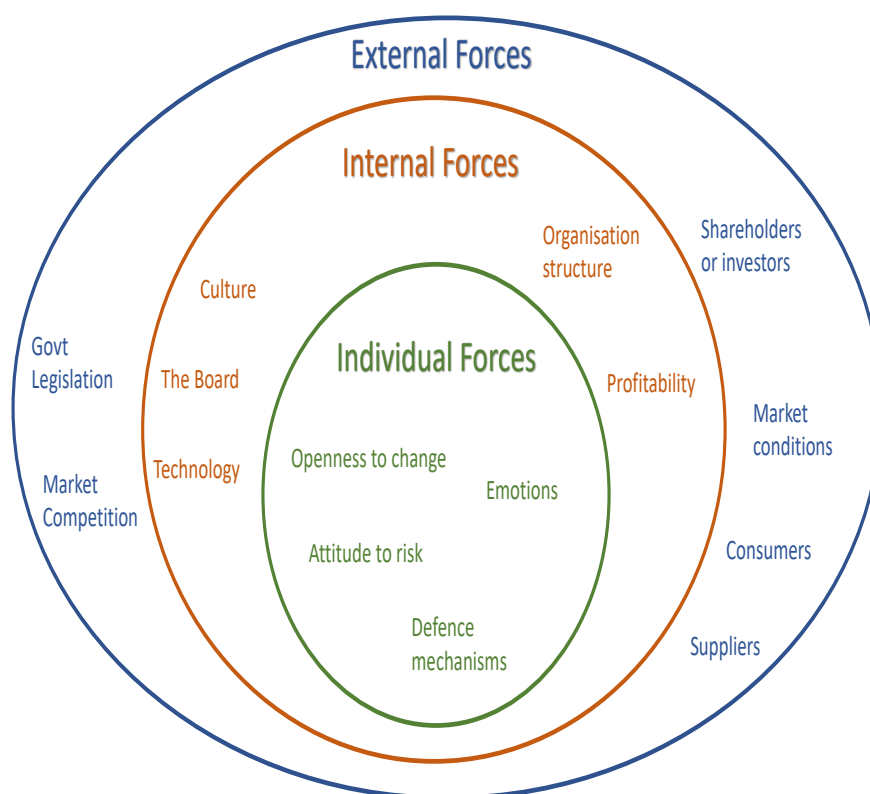 External Forces
Internal Forces
Organisation
structure
Shareholders
or investors
Culture
Individual Forces
Govt
Legislation
The Board
Profitability
Market
conditions
Openness to change
Technology
Emotions
Market
Competition
Attitude to risk
Consumers
Defence
mechanisms
Suppliers